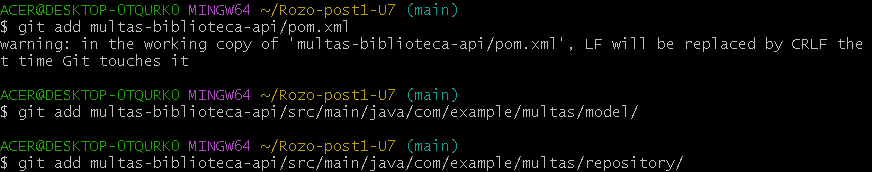 ACER@DESKTOP-OTQURKO MINGW64 ~/Rozo-post1-U7 (main)
$ git add multas-biblioteca-api/pom.xml
warning: in the working copy of 'multas-biblioteca-api/pom.xml', LF will be replaced by CRLF the
t time Git touches it
ACER@DESKTOP-OTQURKO MINGW64 ~/Rozo-post1-U7 (main)
$ git add multas-biblioteca-api/src/main/java/com/example/multas/model/
ACER@DESKTOP-OTQURKO MINGW64 ~/Rozo-post1-U7 (main)
$ git add multas-biblioteca-api/src/main/java/com/example/multas/repository/